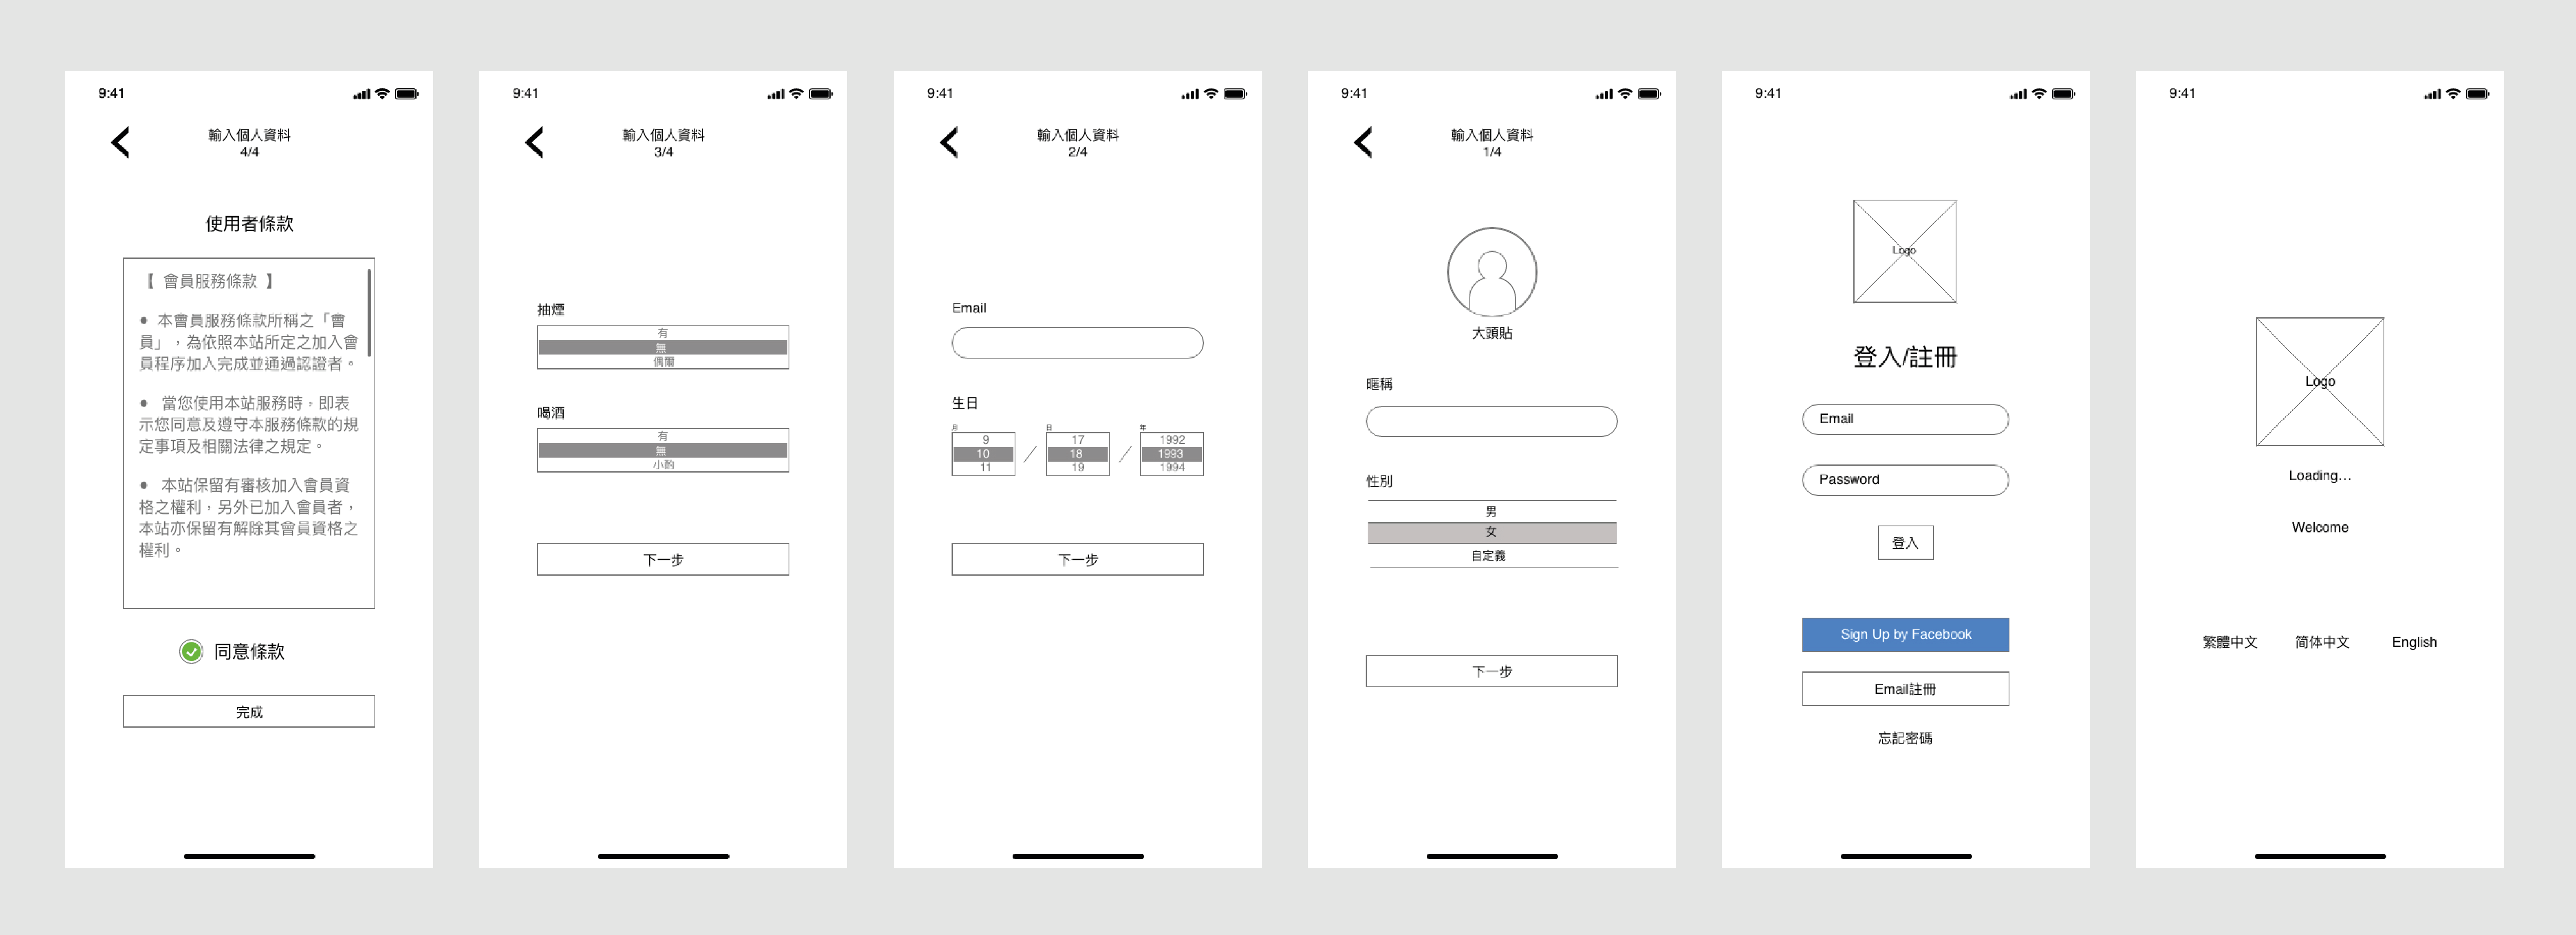 9:41
輸入個人資料
4/4
使用者條款
【 會員服務條款 】
● 本會員服務條款所稱之「會
員」，為依照本站所定之加入會
員程序加入完成並通過認證者。
● 當您使用本站服務時，即表
示您同意及遵守本服務條款的規
定事項及相關法律之規定。
● 本站保留有審核加入會員資
格之權利，另外已加入會員者，
本站亦保留有解除其會員資格之
權利。
同意條款
完成
9:41
輸入個人資料
3/4
抽煙
有
無
偶爾
喝酒
有
無
小酌
下一步
9:41
輸入個人資料
2/4
Email
生日
月
日
年
9
17
1992
10 / 18 / 1993
11
19
1994
下一步
9:41
輸入個人資料
1/4
大頭貼
暱稱
性別
男
女
自定義
下一步
9:41
Logo
登入/註冊
Email
Password
登入
Sign Up by Facebook
Email註冊
忘記密碼
9:41
Logo
Loading...
Welcome
繁體中文 简体中文 English